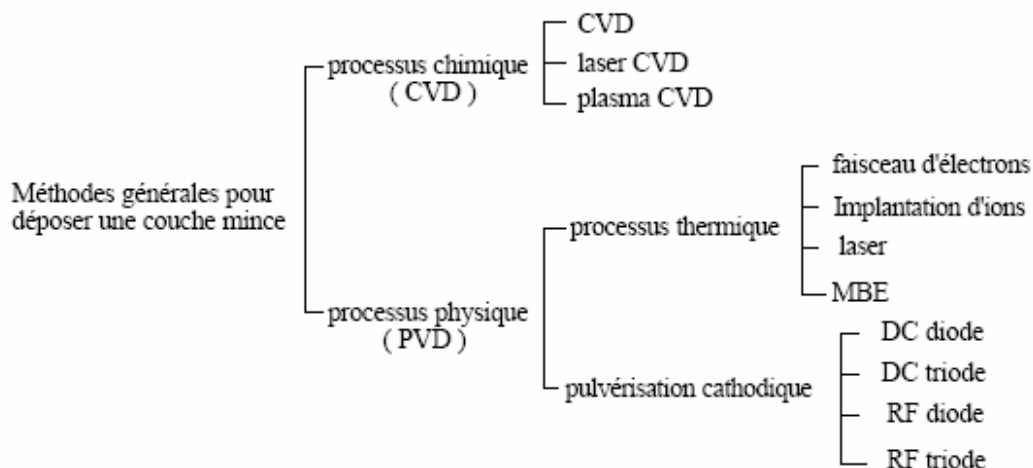 Méthodes générales pour
déposer une couche mince
processus chimique
( CVD )
CVD
laser CVD
plasma CVD
processus physique
( PVD )
processus thermique
faisceau d'électrons
Implantation d'ions
laser
MBE
pulvérisation cathodique
DC diode
DC triode
RF diode
RF triode